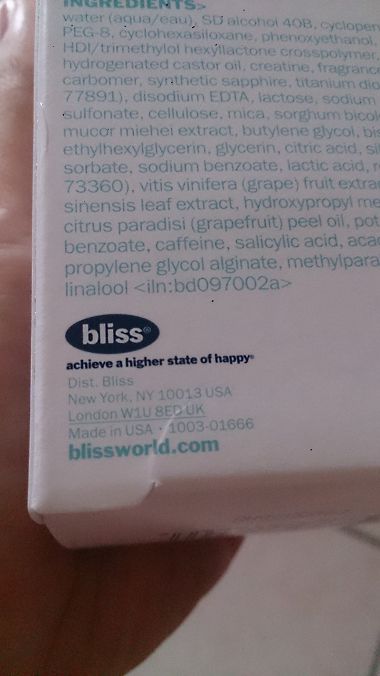 INGREDIENTS>
water (aqua/eau), SD alcohol 40B, cyclopen
PEG-8, cyclohexasiloxane, phenoxyethanol,
HDI/trimethylol hexyllactone crosspolymer,
hydrogenated castor oil, creatine, fragranc
carbomer, synthetic sapphire, titanium dio
77891), disodium EDTA, lactose, sodium
sulfonate, cellulose, mica, sorghum bicol
mucor miehei extract, butylene glycol, bis
ethylhexylglycerin, glycerin, citric acid, sil
sorbate, sodium benzoate, lactic acid, r
73360), vitis vinifera (grape) fruit extra
sinensis leaf extract, hydroxypropyl me
citrus paradisi (grapefruit) peel oil, pot
benzoate, caffeine, salicylic acid, aca
propylene glycol alginate, methylpara
linalool <iln:bd097002a>
bliss®
achieve a higher state of happy®
Dist. Bliss
New York, NY 10013 USA
London W1U 8ED UK
Made in USA · 1003-01666
blissworld.com